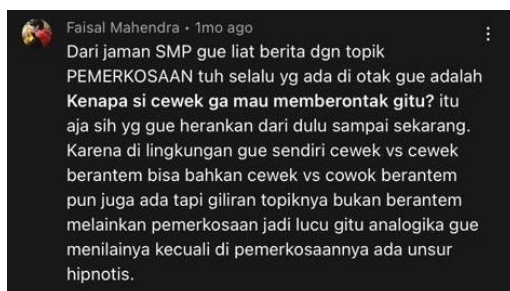 Faisal Mahendra • 1mo ago
Dari jaman SMP gue liat berita dgn topik
PEMERKOSAAN tuh selalu yg ada di otak gue adalah
Kenapa si cewek ga mau memberontak gitu? itu
aja sih yg gue herankan dari dulu sampai sekarang.
Karena di lingkungan gue sendiri cewek vs cewek
berantem bisa bahkan cewek vs cowok berantem
pun juga ada tapi giliran topiknya bukan berantem
melainkan pemerkosaan jadi lucu gitu analogika gue
menilainya kecuali di pemerkosaannya ada unsur
hipnotis.